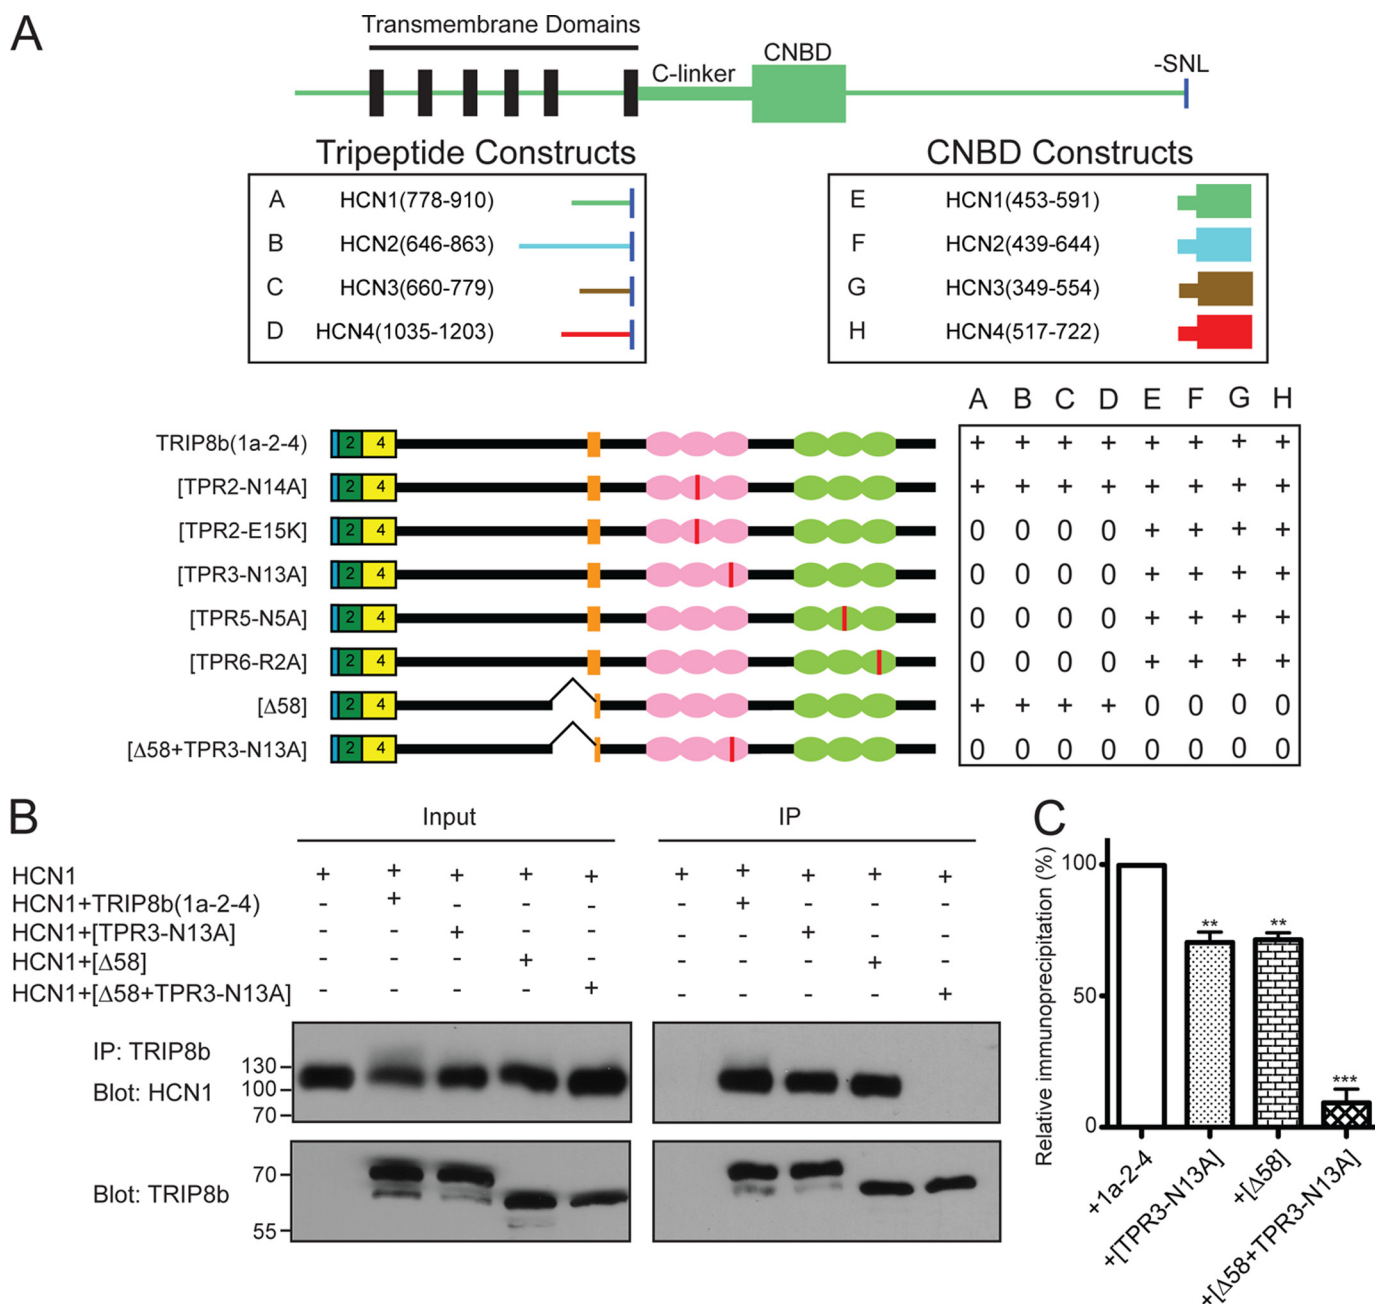 A
Transmembrane Domains
C-linker
CNBD
-SNL
Tripeptide Constructs
A HCN1(778-910)
B HCN2(646-863)
C HCN3(660-779)
D HCN4(1035-1203)
CNBD Constructs
E HCN1(453-591)
F HCN2(439-644)
G HCN3(349-554)
H HCN4(517-722)
A B C D E F G H
TRIP8b(1a-2-4) 2 4 + + + + + + + +
[TPR2-N14A] 2 4 + + + + + + + +
[TPR2-E15K] 2 4 0 0 0 0 + + + +
[TPR3-N13A] 2 4 0 0 0 0 + + + +
[TPR5-N5A] 2 4 0 0 0 0 + + + +
[TPR6-R2A] 2 4 0 0 0 0 + + + +
[Δ58] 2 4 + + + + 0 0 0 0
[Δ58+TPR3-N13A] 2 4 0 0 0 0 0 0 0 0
B
Input IP
HCN1 + + + + + + + + + +
HCN1+TRIP8b(1a-2-4) - + - - - - + - - -
HCN1+[TPR3-N13A] - - + - - - - + - -
HCN1+[Δ58] - - - + - - - - + -
HCN1+[Δ58+TPR3-N13A] - - - - + - - - - +
IP: TRIP8b
Blot: HCN1
130
100
70
Blot: TRIP8b
70
55
C
Relative immunoprecipitation (%)
100
50
0
**
**
***
+1a-2-4
+[TPR3-N13A]
+[Δ58]
+[Δ58+TPR3-N13A]